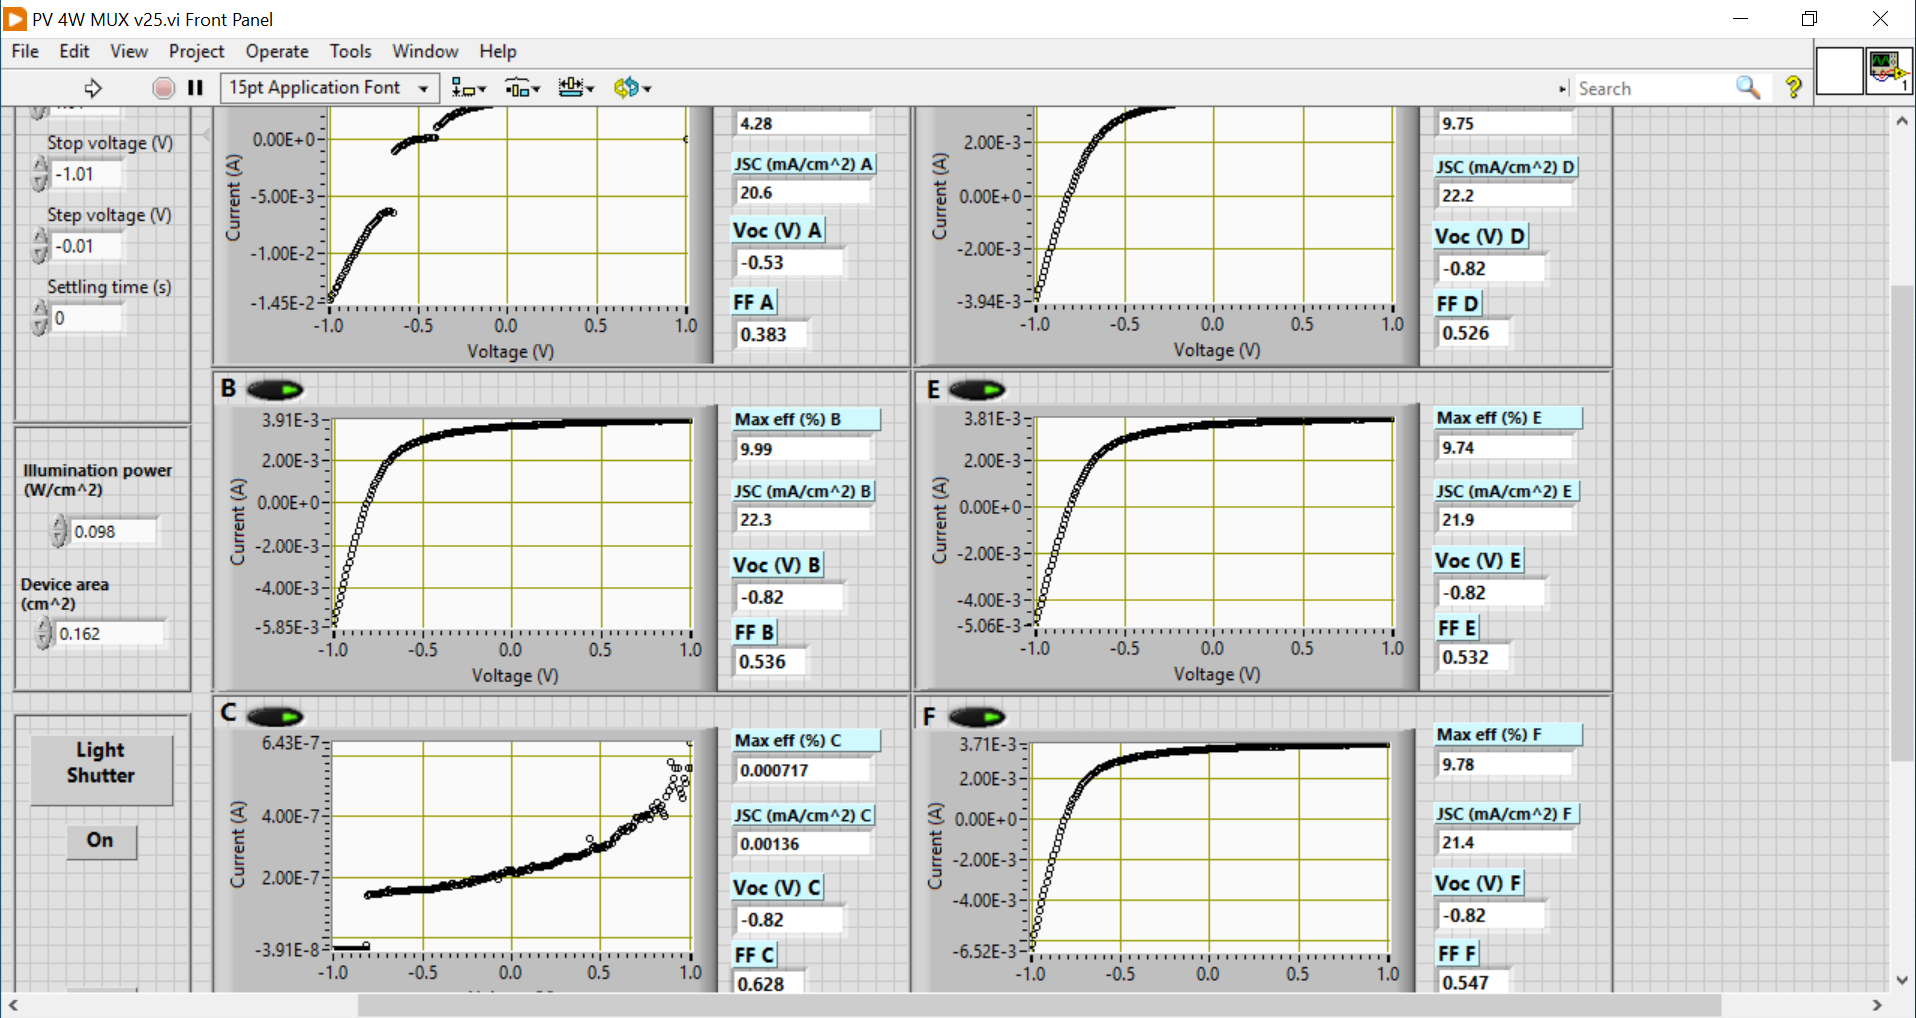 PV 4W MUX v25.vi Front Panel
File Edit View Project Operate Tools Window Help
15pt Application Font
Search
1
Stop voltage (V)
-1.01
Step voltage (V)
-0.01
Settling time (s)
0
Illumination power
(W/cm^2)
0.098
Device area
(cm^2)
0.162
Light
Shutter
On
Current (A)
0.00E+0
-5.00E-3
-1.00E-2
-1.45E-2
-1.0 -0.5 0.0 0.5 1.0
Voltage (V)
4.28
JSC (mA/cm^2) A
20.6
Voc (V) A
-0.53
FF A
0.383
Current (A)
2.00E-3
0.00E+0
-2.00E-3
-3.94E-3
-1.0 -0.5 0.0 0.5 1.0
Voltage (V)
9.75
JSC (mA/cm^2) D
22.2
Voc (V) D
-0.82
FF D
0.526
B
Current (A)
3.91E-3
2.00E-3
0.00E+0
-2.00E-3
-4.00E-3
-5.85E-3
-1.0 -0.5 0.0 0.5 1.0
Voltage (V)
Max eff (%) B
9.99
JSC (mA/cm^2) B
22.3
Voc (V) B
-0.82
FF B
0.536
E
Current (A)
3.81E-3
2.00E-3
0.00E+0
-2.00E-3
-4.00E-3
-5.06E-3
-1.0 -0.5 0.0 0.5 1.0
Voltage (V)
Max eff (%) E
9.74
JSC (mA/cm^2) E
21.9
Voc (V) E
-0.82
FF E
0.532
C
Current (A)
6.43E-7
4.00E-7
2.00E-7
-3.91E-8
-1.0 -0.5 0.0 0.5 1.0
Max eff (%) C
0.000717
JSC (mA/cm^2) C
0.00136
Voc (V) C
-0.82
FF C
0.628
F
Current (A)
3.71E-3
2.00E-3
0.00E+0
-2.00E-3
-4.00E-3
-6.52E-3
-1.0 -0.5 0.0 0.5 1.0
Max eff (%) F
9.78
JSC (mA/cm^2) F
21.4
Voc (V) F
-0.82
FF F
0.547